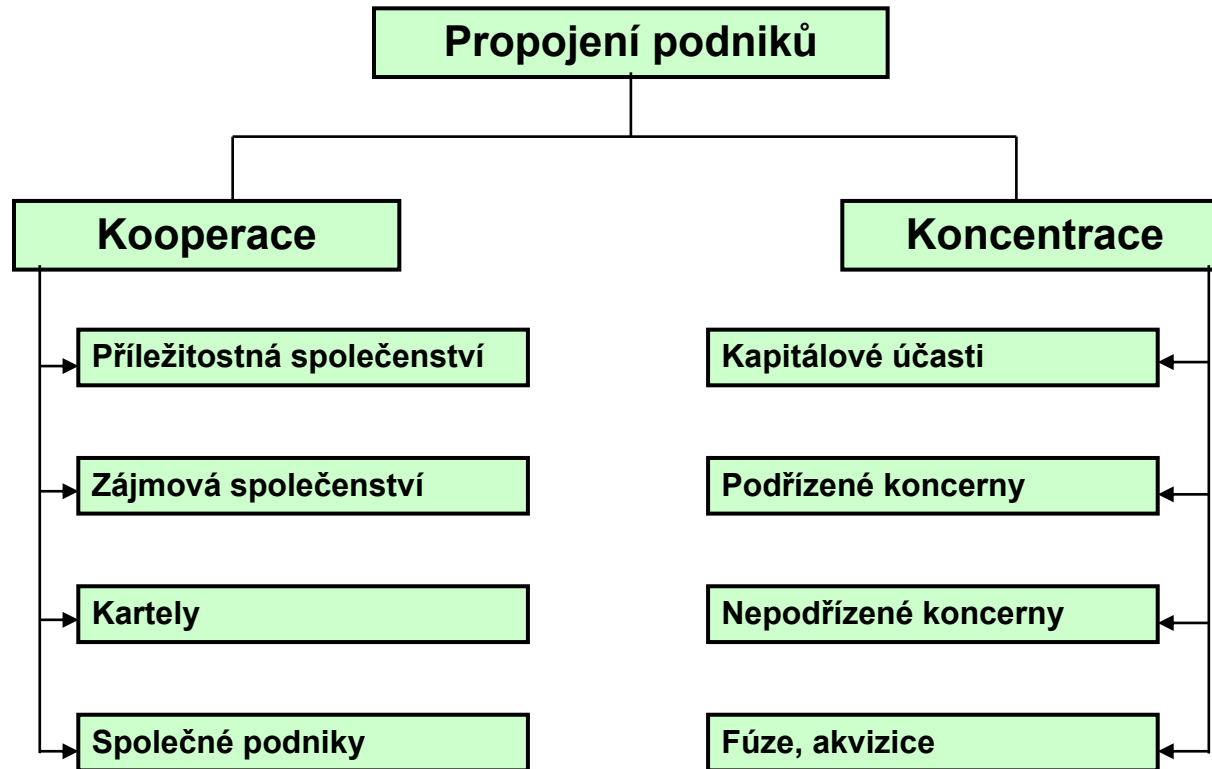 Propojení podniků
Kooperace
Koncentrace
Příležitostná společenství
Kapitálové účasti
Zájmová společenství
Podřízené koncerny
Kartely
Nepodřízené koncerny
Společné podniky
Fúze, akvizice